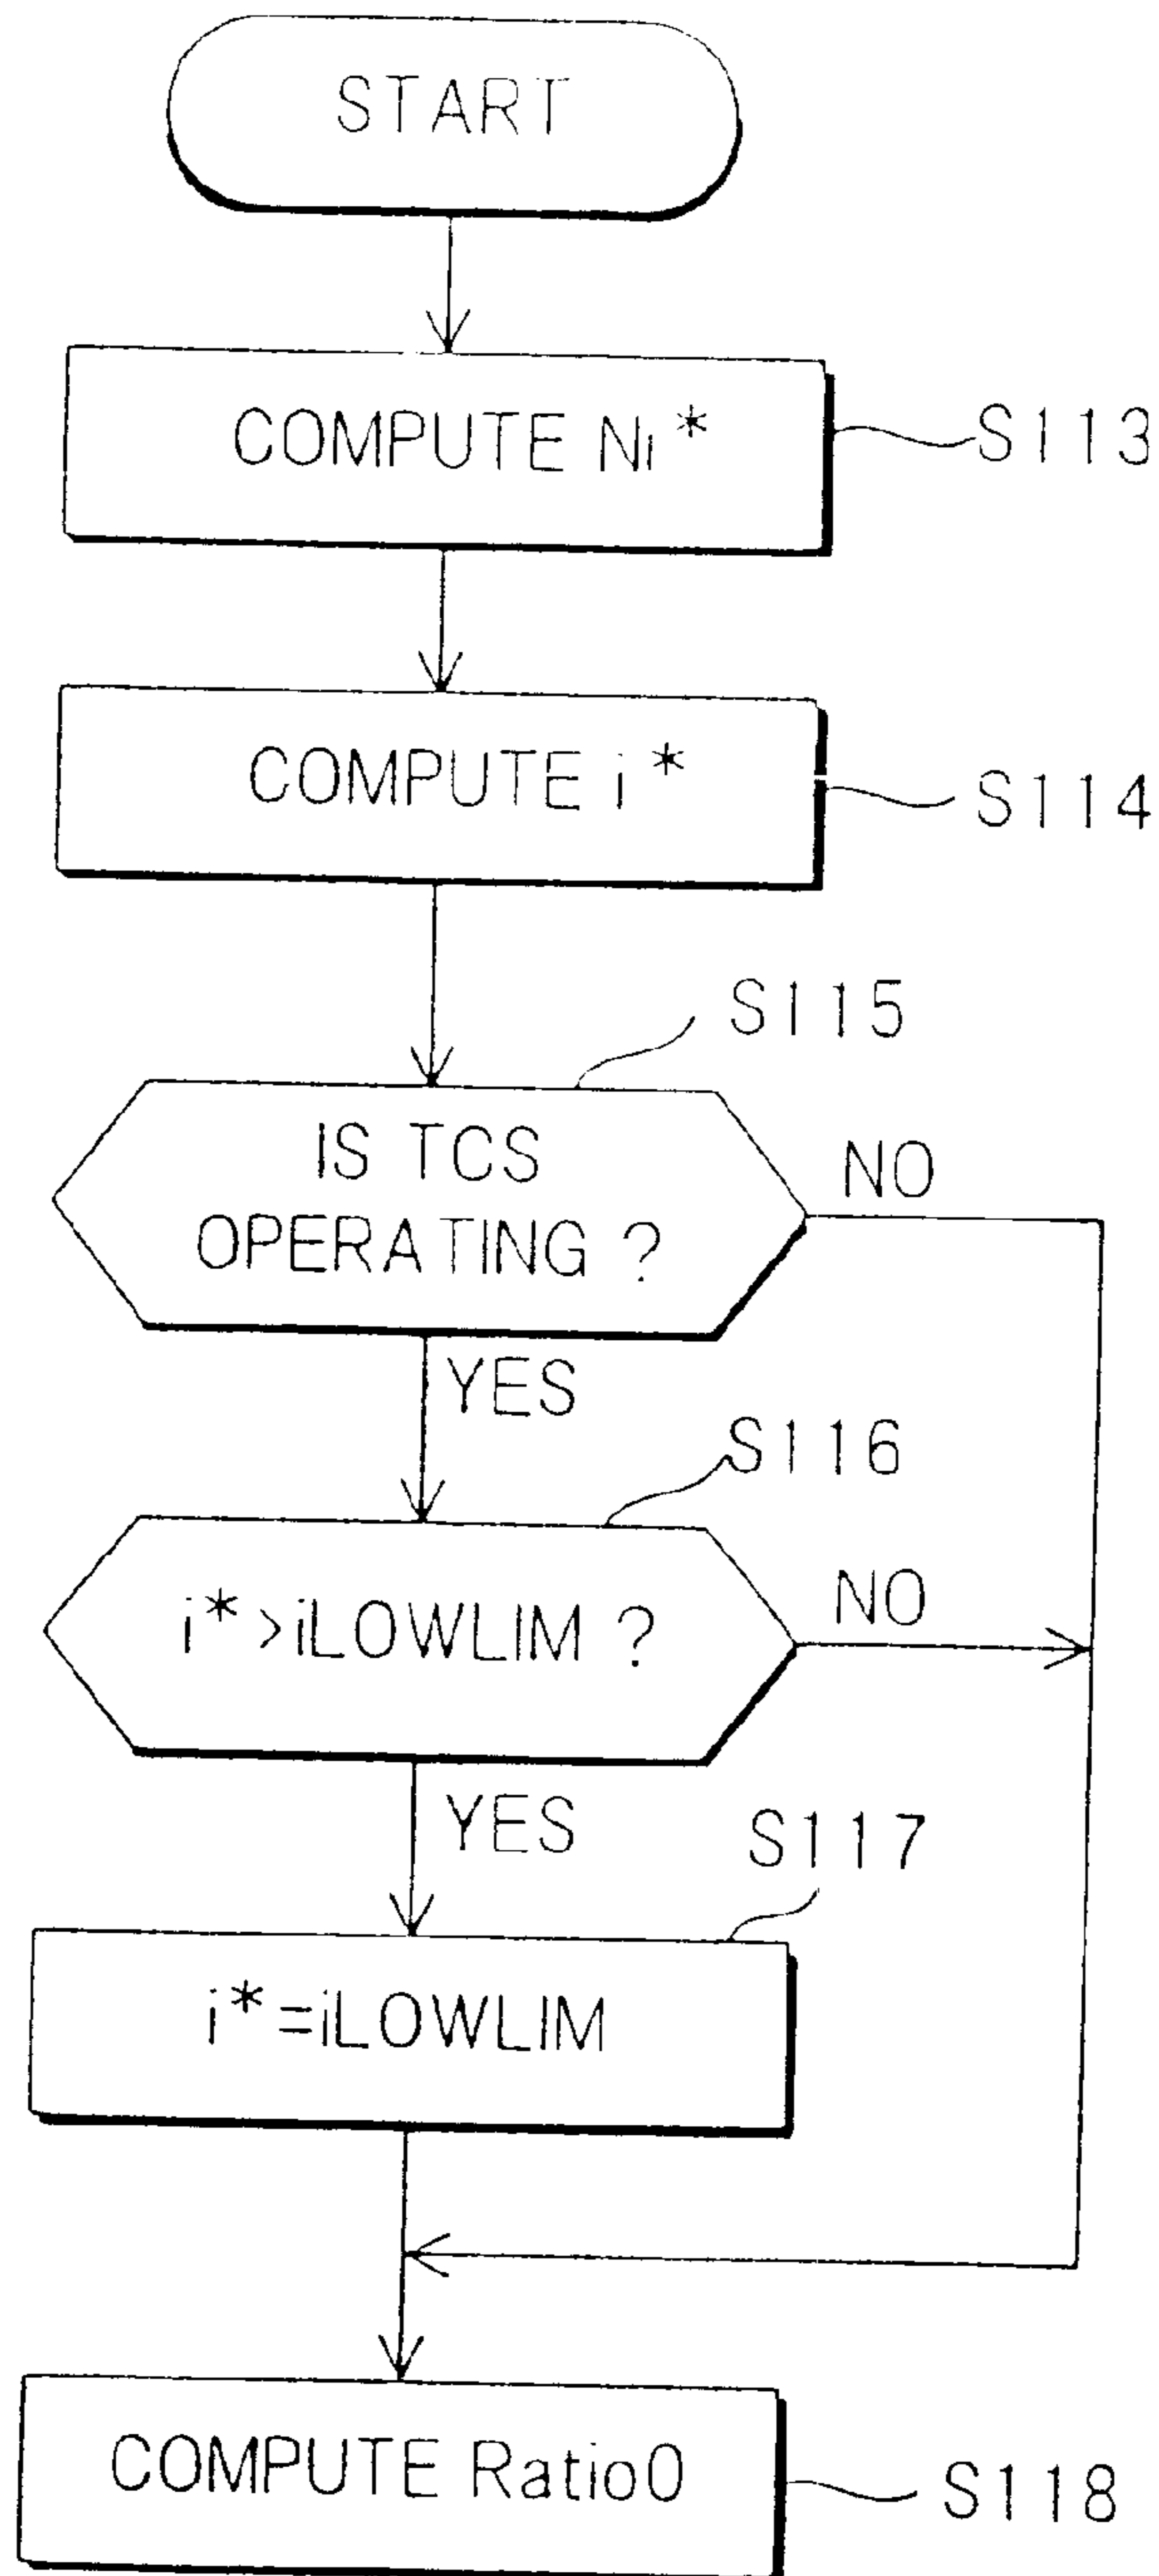 START
COMPUTE Ni*
S113
COMPUTE i*
S114
S115
IS TCS
OPERATING ?
NO
YES
S116
i*>iLOWLIM ?
NO
YES
S117
i*=iLOWLIM
COMPUTE Ratio0
S118